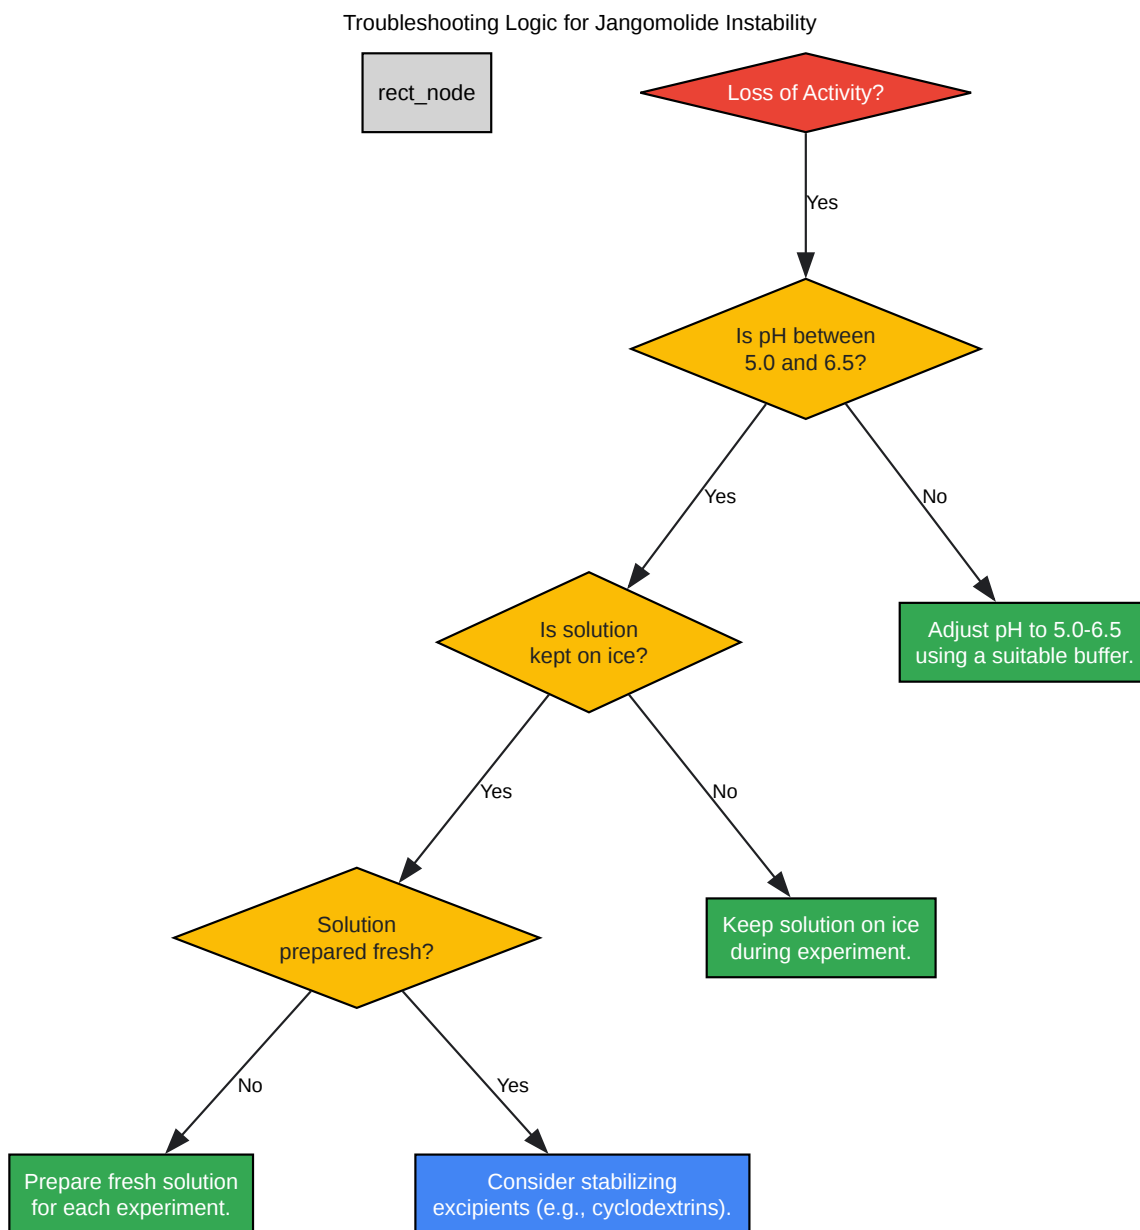 Troubleshooting Logic for Jangomolide Instability
rect_node
Loss of Activity?
Yes
Is pH between
5.0 and 6.5?
Yes
No
Is solution
kept on ice?
Adjust pH to 5.0-6.5
using a suitable buffer.
Yes
No
Solution
prepared fresh?
Keep solution on ice
during experiment.
No
Yes
Prepare fresh solution
for each experiment.
Consider stabilizing
excipients (e.g., cyclodextrins).